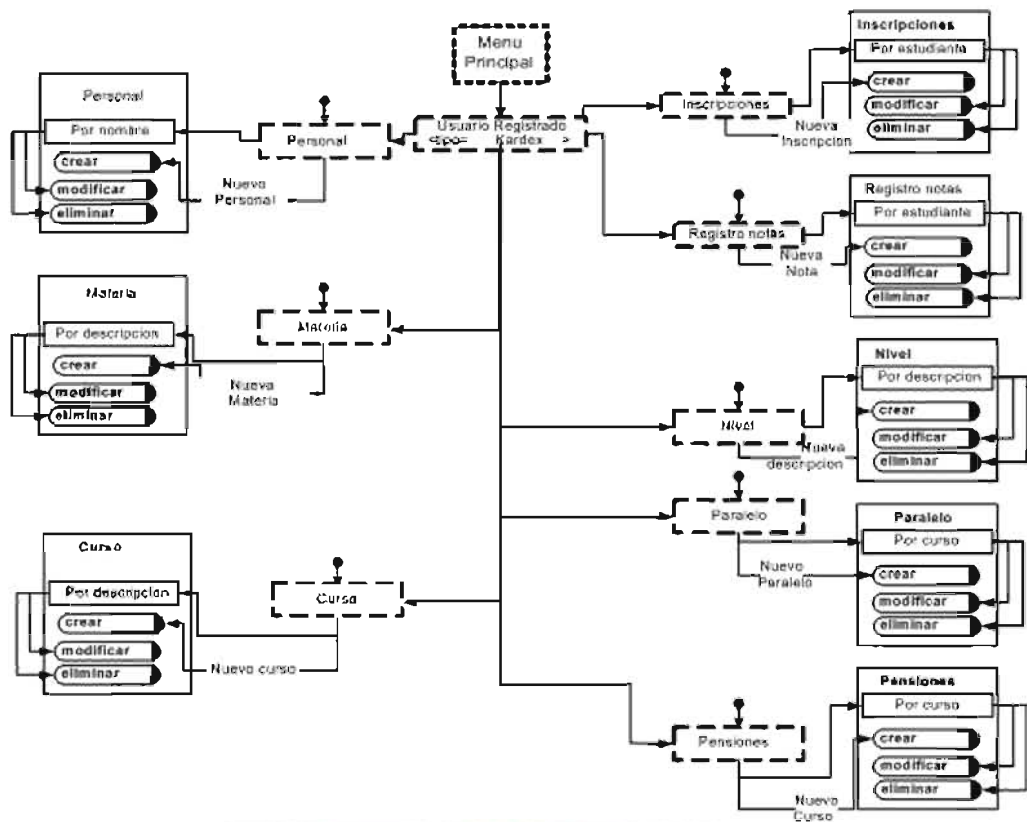 Menu
Principal
Usuario Registrado
<tipo= Kardex >
Personal
Por nombre
crear
modificar
eliminar
Personal
Nuevo
Personal
Materia
Por descripcion
crear
modificar
eliminar
Materia
Nueva
Materia
Curso
Por descripcion
crear
modificar
eliminar
Curso
Nuevo curso
Inscripciones
Nueva
Inscripcion
Inscripciones
Por estudiante
crear
modificar
eliminar
Registro notas
Nueva
Nota
Registro notas
Por estudiante
crear
modificar
eliminar
Nivel
Nueva
descripcion
Nivel
Por descripcion
crear
modificar
eliminar
Paralelo
Nuevo
Paralelo
Paralelo
Por curso
crear
modificar
eliminar
Pensiones
Nuevo
Curso
Pensiones
Por curso
crear
modificar
eliminar